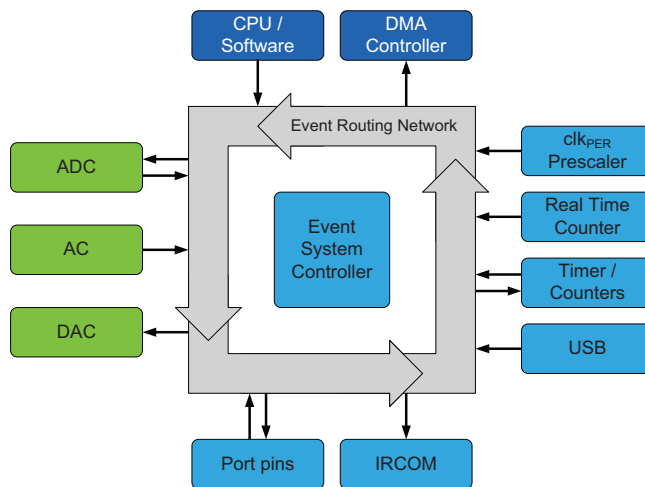 CPU /
Software
DMA
Controller
Event Routing Network
ADC
AC
DAC
Event
System
Controller
clkPER
Prescaler
Real Time
Counter
Timer /
Counters
USB
Port pins
IRCOM